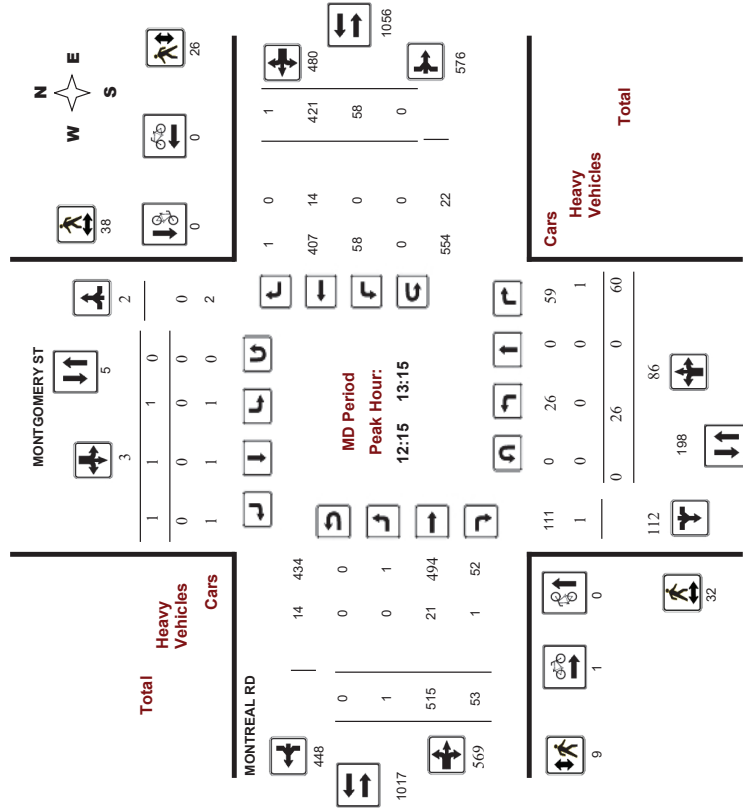 N
W E
S
26
0
38
0
480
1056
576
1 421 58 0
0 14 0 0 22
1 407 58 0 554
MONTGOMERY ST
2
5
3
1 1 1 0
0 0 0 0 0
1 1 1 0 2
Total
Heavy
Vehicles
Cars
MD Period
Peak Hour:
12:15 13:15
MONTREAL RD
448
1017
569
14 434
0 0 0
1 0 1
515 21 494
53 1 52
Cars
Heavy
Vehicles
Total
111 0 26 0 59
1 0 0 0 1
0 26 0 60
112
198
86
9
1
0
32